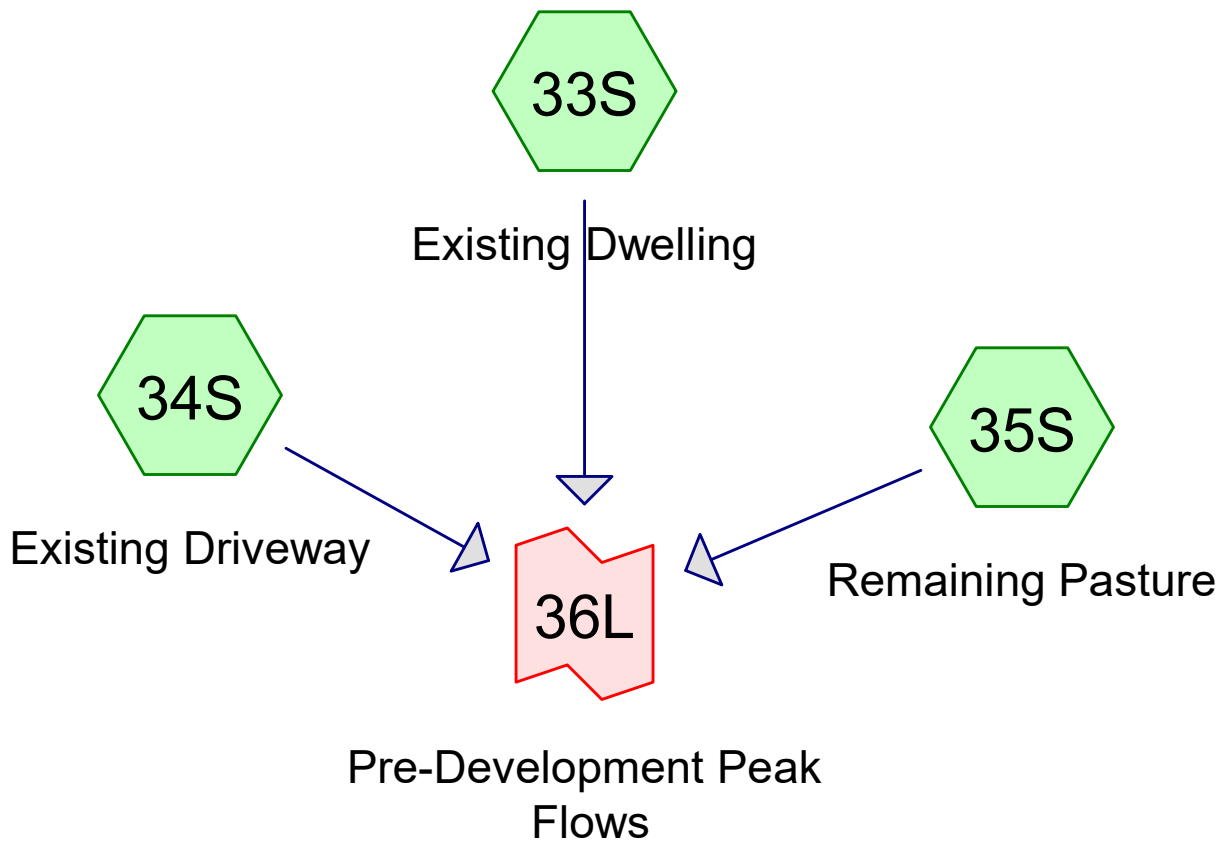 33S
Existing Dwelling
34S
Existing Driveway
35S
Remaining Pasture
36L
Pre-Development Peak
Flows